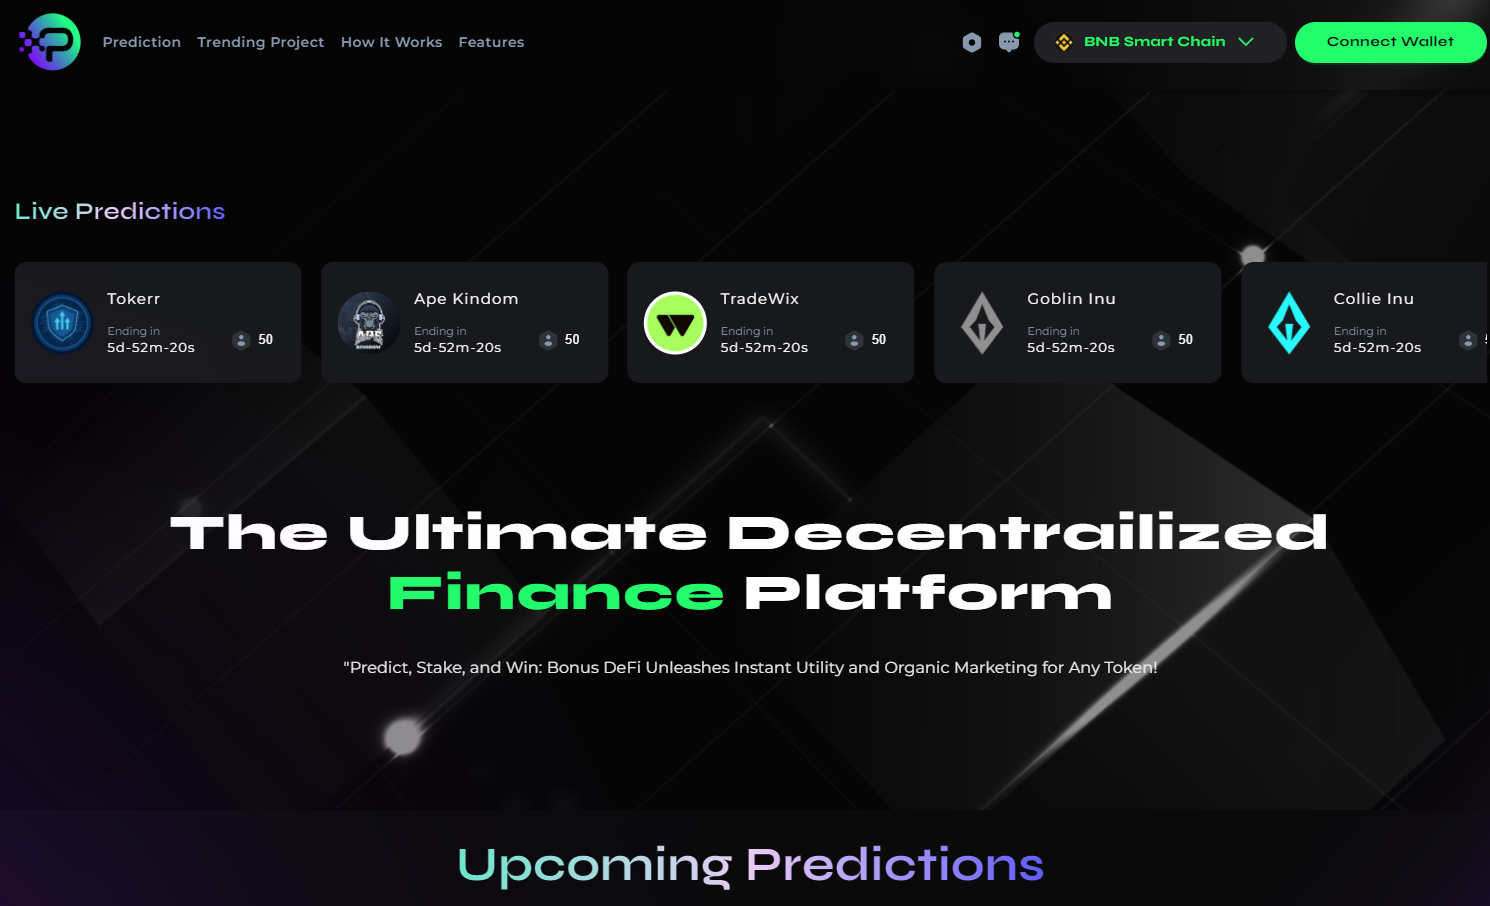 Prediction Trending Project How It Works Features BNB Smart Chain Connect Wallet
Live Predictions
Tokerr
Ending in
5d-52m-20s 50
Ape Kindom
Ending in
5d-52m-20s 50
APE
TradeWix
Ending in
5d-52m-20s 50
Goblin Inu
Ending in
5d-52m-20s 50
Collie Inu
Ending in
5d-52m-20s
The Ultimate Decentrailized
Finance Platform
"Predict, Stake, and Win: Bonus DeFi Unleashes Instant Utility and Organic Marketing for Any Token!
Upcoming Predictions